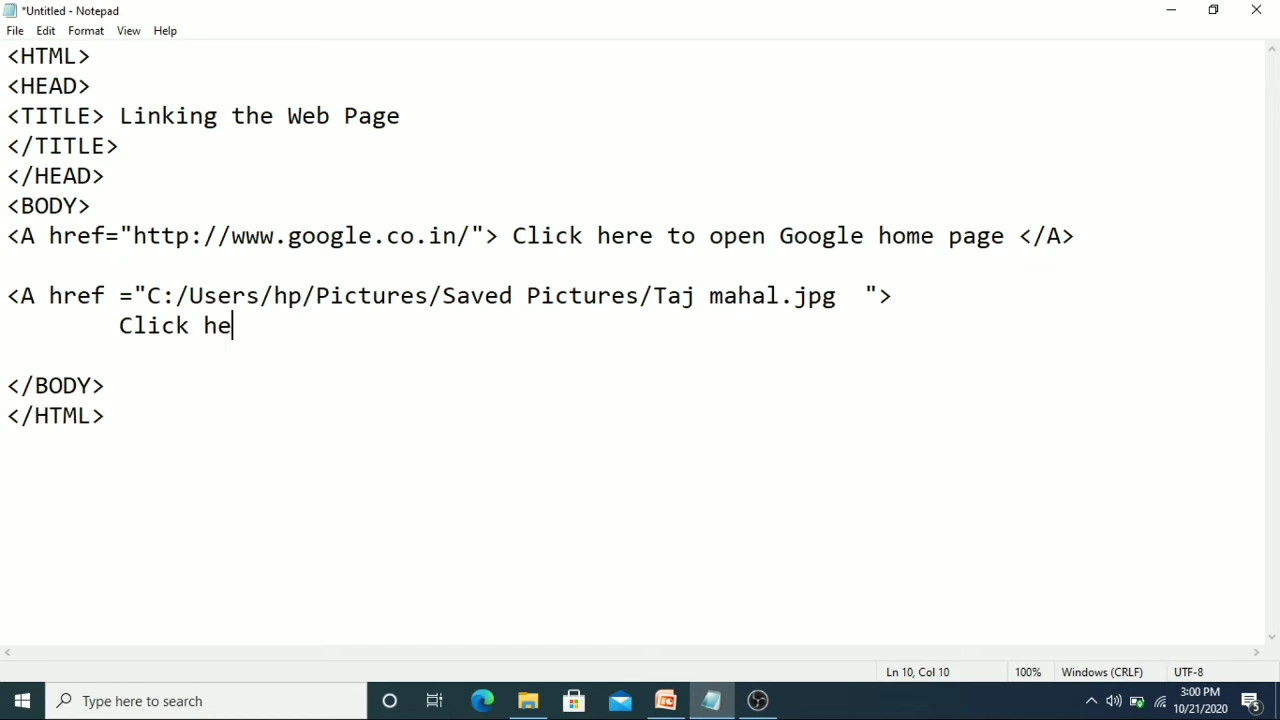 *Untitled - Notepad
File Edit Format View Help
<HTML>
<HEAD>
<TITLE> Linking the Web Page
</TITLE>
</HEAD>
<BODY>
<A href="http://www.google.co.in/"> Click here to open Google home page </A>
<A href ="C:/Users/hp/Pictures/Saved Pictures/Taj mahal.jpg  ">
Click he
</BODY>
</HTML>
Ln 10, Col 10 100% Windows (CRLF) UTF-8
Type here to search
3:00 PM
10/21/2020
5